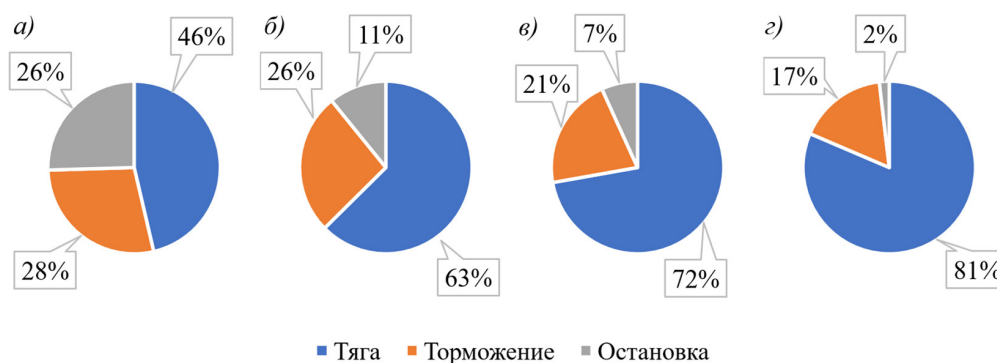 а)
46%
26%
28%
б)
11%
26%
63%
в)
7%
21%
72%
г)
2%
17%
81%
Тяга Торможение Остановка